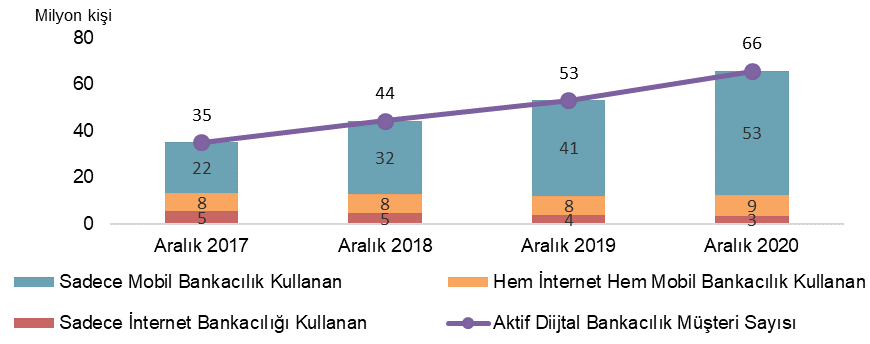 Milyon kişi
80
66
53
60
44
35
40
53
41
32
20
22
8
8
8
9
5
5
4
3
0
Aralık 2017
Aralık 2018
Aralık 2019
Aralık 2020
Sadece Mobil Bankacılık Kullanan
Hem İnternet Hem Mobil Bankacılık Kullanan
Sadece İnternet Bankacılığı Kullanan
Aktif Diijtal Bankacılık Müşteri Sayısı